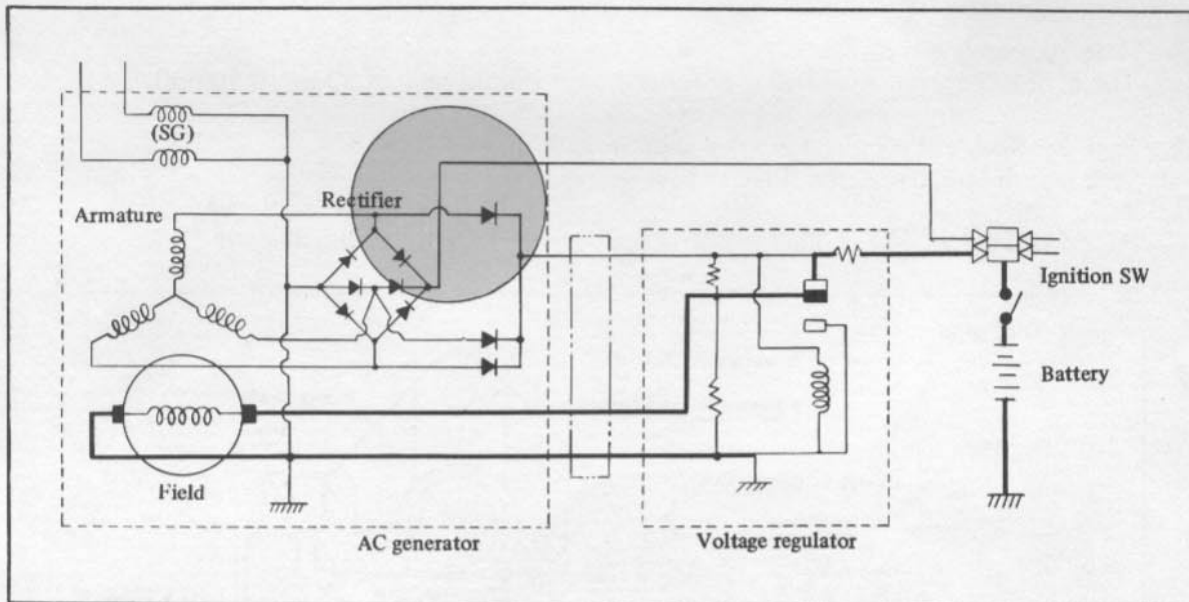 (SG)
Armature
Rectifier
Field
AC generator
Voltage regulator
Ignition SW
Battery